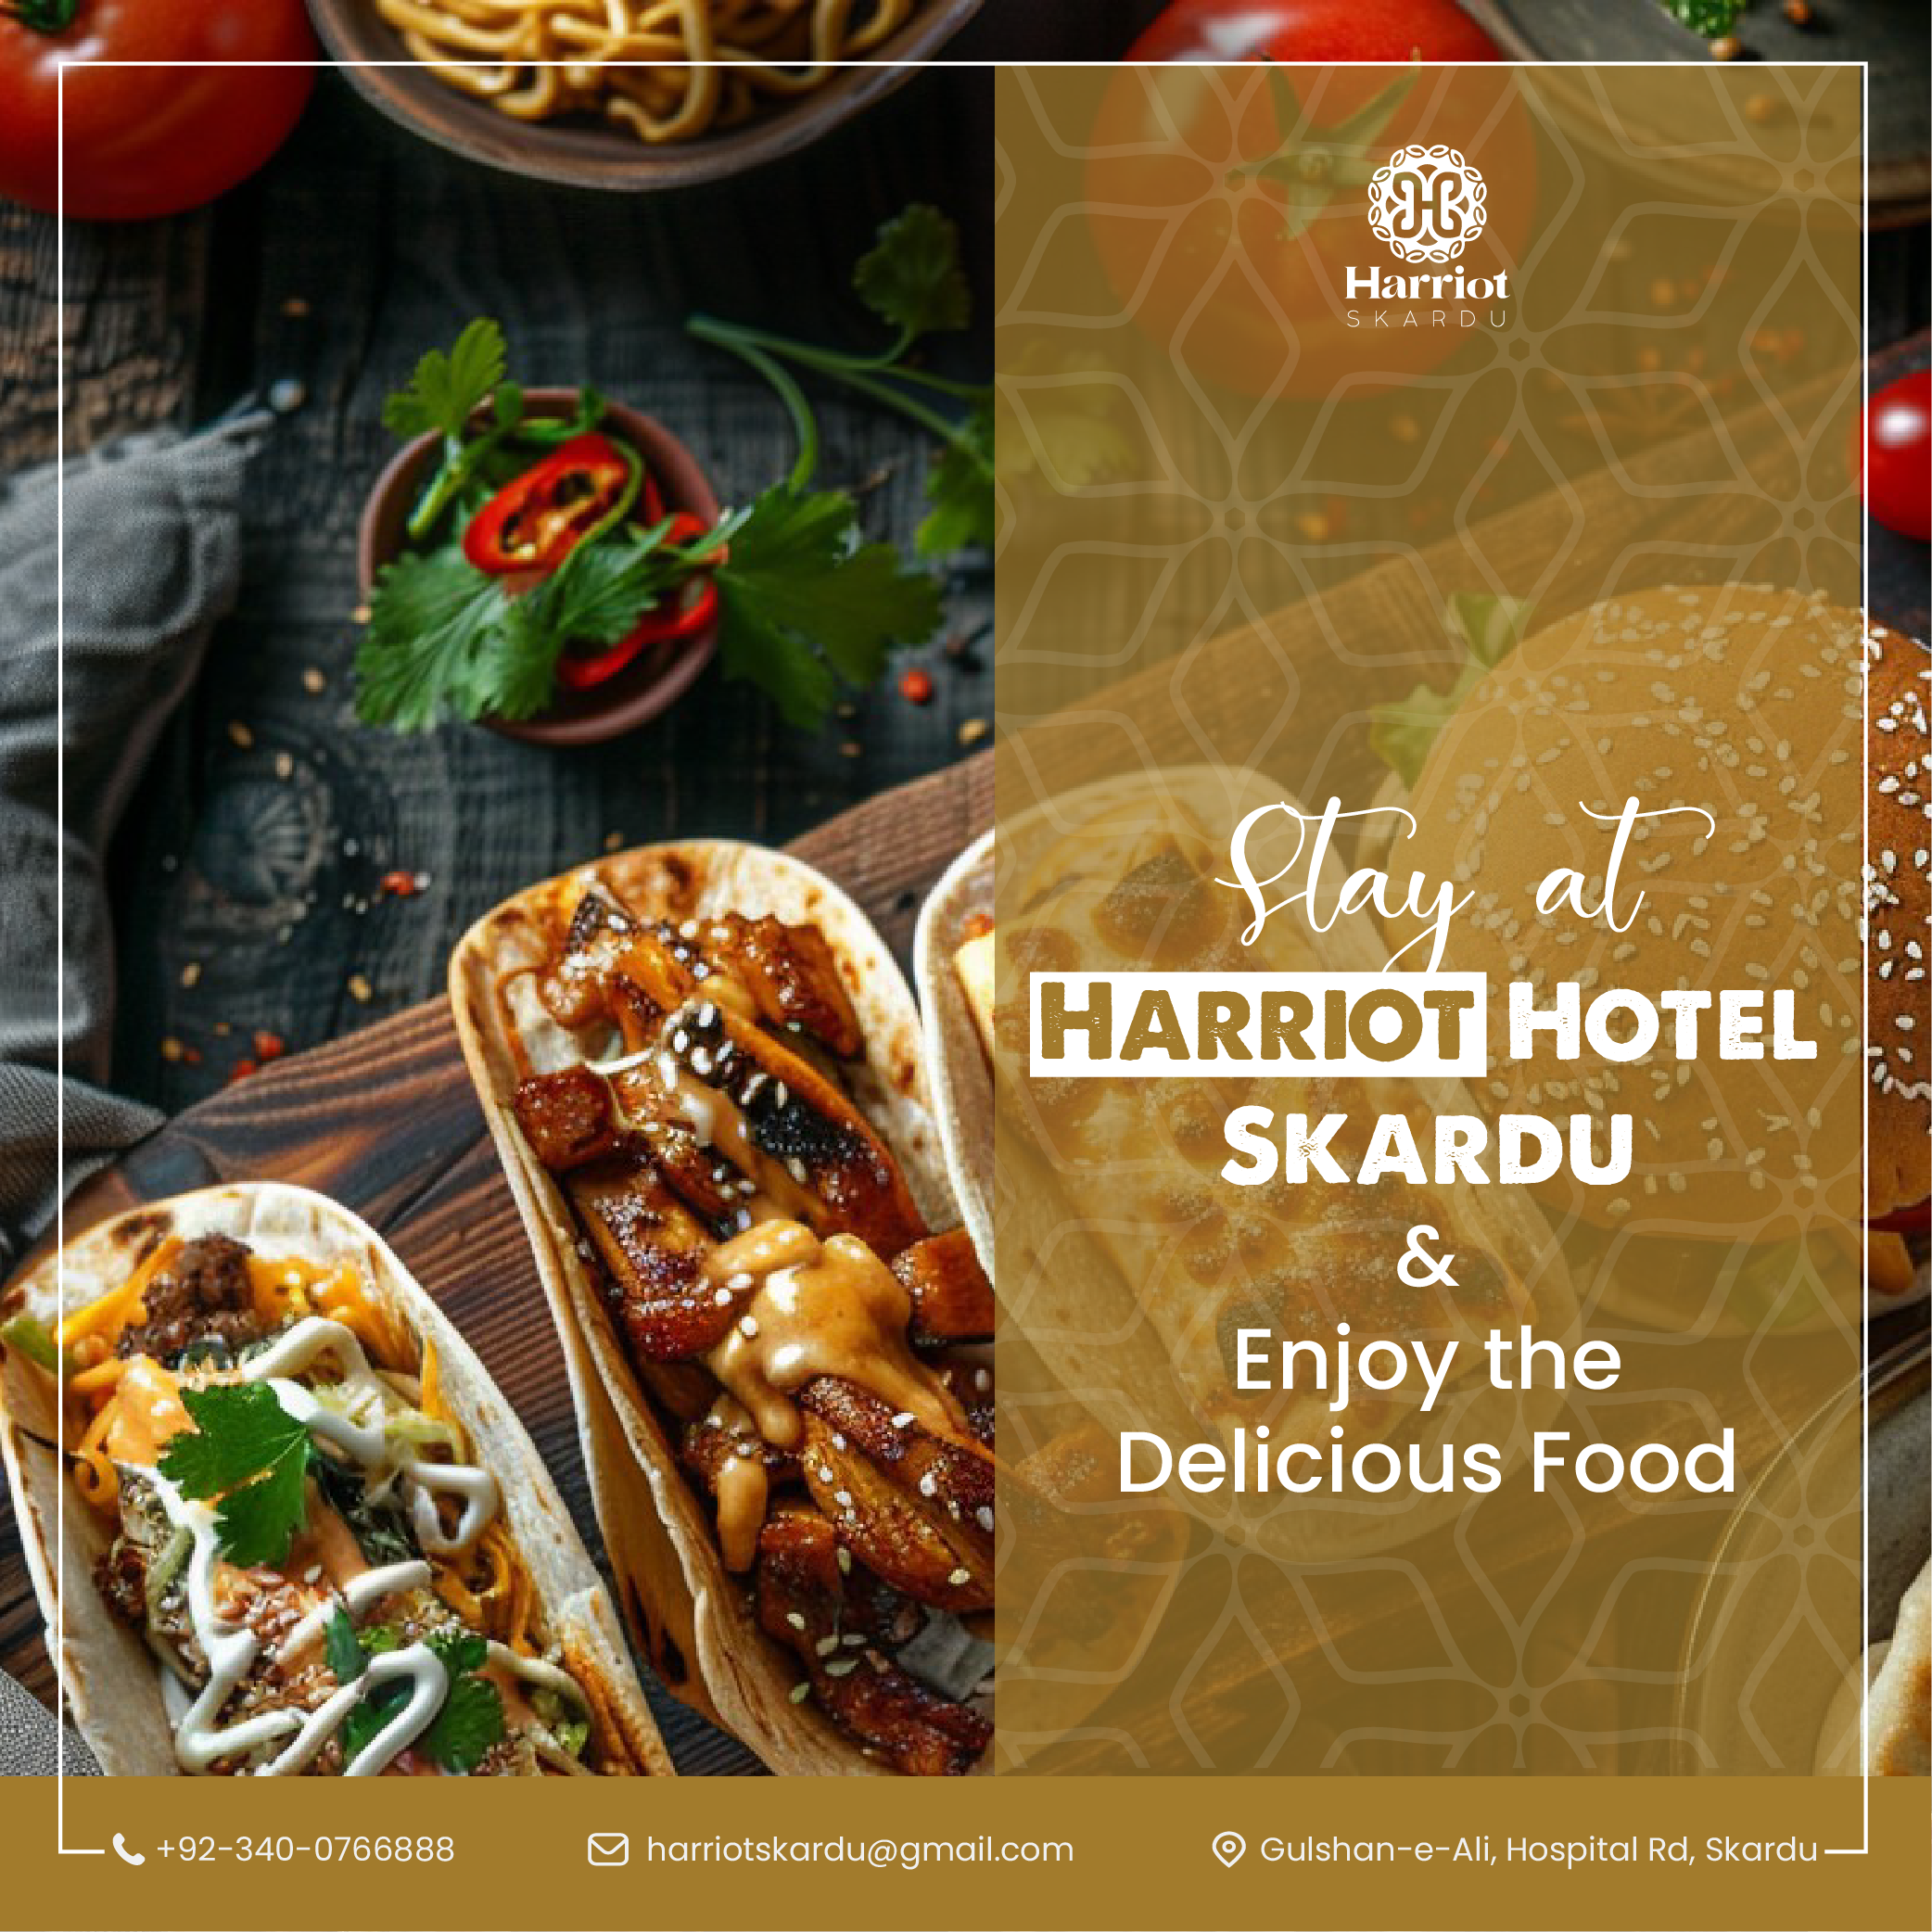 Harriot
SKARDU
Stay at
HARRIOT HOTEL
SKARDU
&
Enjoy the
Delicious Food
+92-340-0766888
harriotskardu@gmail.com
Gulshan-e-Ali, Hospital Rd, Skardu